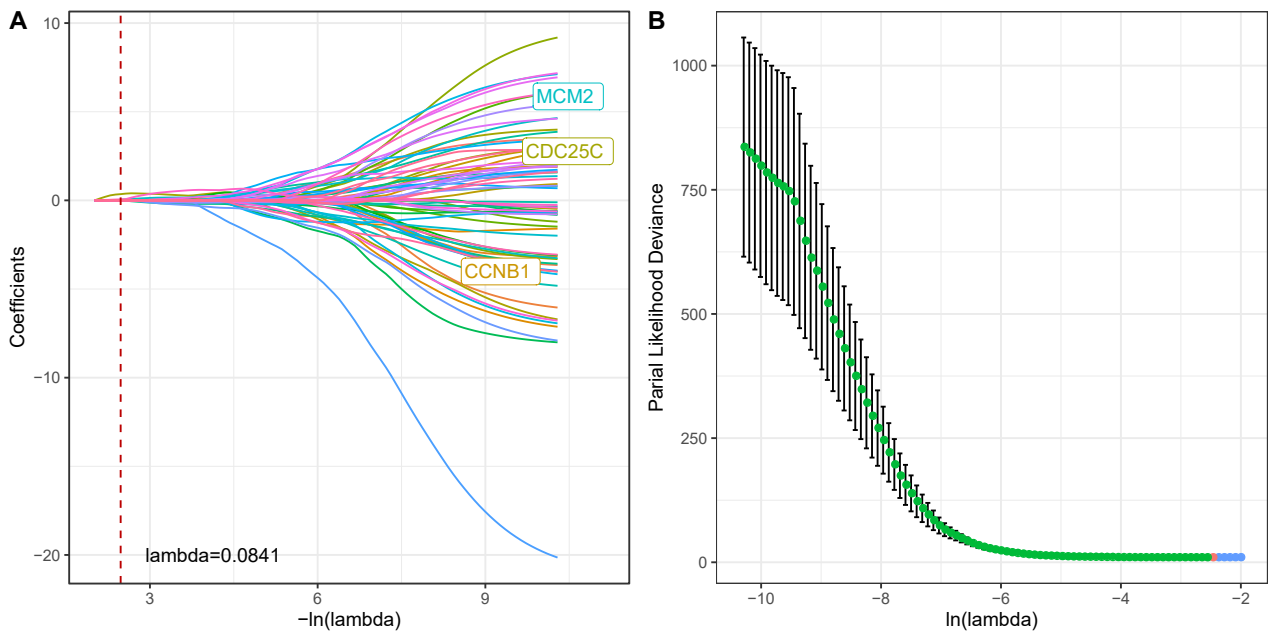 A
10
0
−10
−20
Coefficients
MCM2
CDC25C
CCNB1
lambda=0.0841
3
6
9
−ln(lambda)
B
1000
750
500
250
0
Parial Likelihood Deviance
−10
−8
−6
−4
−2
ln(lambda)